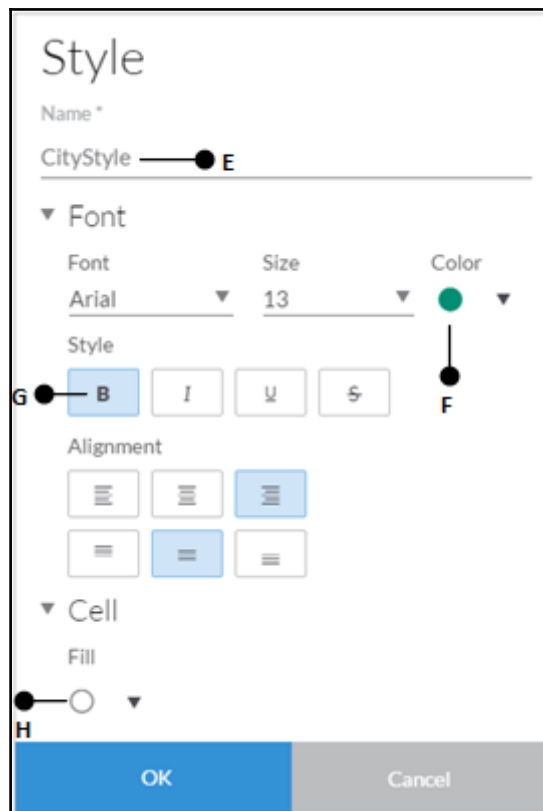 Style
Name *
CityStyle E
Font
Font Size Color
Arial 13
Style
G B I U S F
Alignment
Cell
Fill
H
OK Cancel